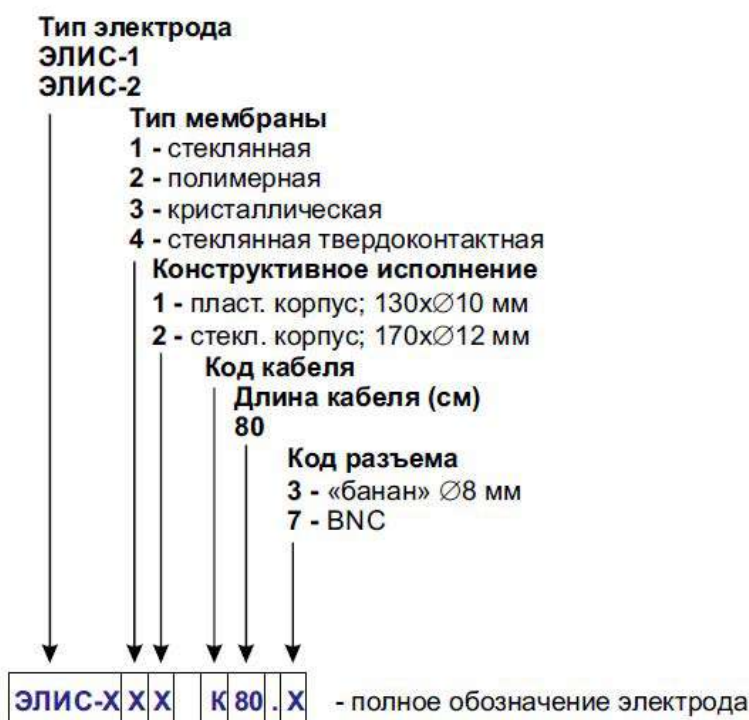 Тип электрода
ЭЛИС-1
ЭЛИС-2
Тип мембраны
1 - стеклянная
2 - полимерная
3 - кристаллическая
4 - стеклянная твердоконтактная
Конструктивное исполнение
1 - пласт. корпус; 130x∅10 мм
2 - стекл. корпус; 170x∅12 мм
Код кабеля
Длина кабеля (см)
80
Код разъема
3 - «банан» ∅8 мм
7 - BNC
ЭЛИС-X X X К 80 . X - полное обозначение электрода